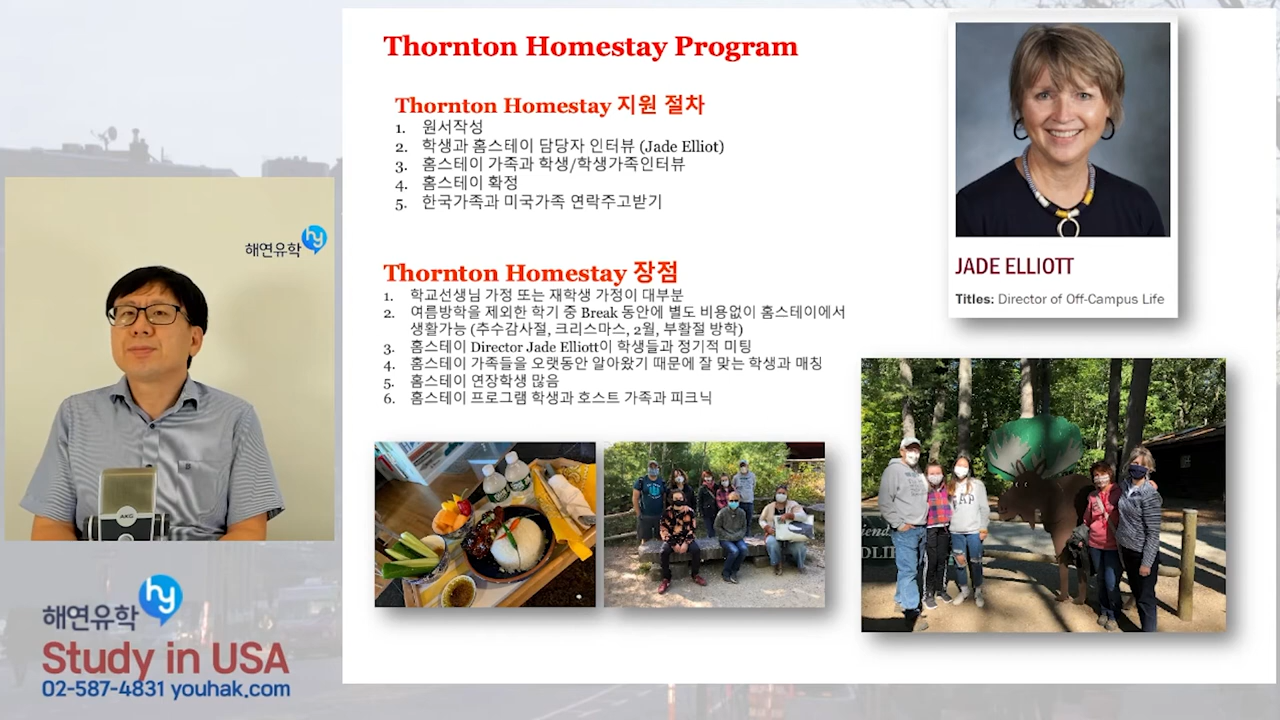 Thornton Homestay Program
Thornton Homestay 지원 절차
1. 원서작성
2. 학생과 홈스테이 담당자 인터뷰 (Jade Elliot)
3. 홈스테이 가족과 학생/학생가족인터뷰
4. 홈스테이 확정
5. 한국가족과 미국가족 연락주고받기
Thornton Homestay 장점
1. 학교선생님 가정 또는 재학생 가정이 대부분
2. 여름방학을 제외한 학기 중 Break 동안에 별도 비용없이 홈스테이에서
생활가능 (추수감사절, 크리스마스, 2월, 부활절 방학)
3. 홈스테이 Director Jade Elliott이 학생들과 정기적 미팅
4. 홈스테이 가족들을 오랫동안 알아왔기 때문에 잘 맞는 학생과 매칭
5. 홈스테이 연장학생 많음
6. 홈스테이 프로그램 학생과 호스트 가족과 피크닉
JADE ELLIOTT
Titles: Director of Off-Campus Life
해연유학 hy
AKG
GAP
해연유학 hy
Study in USA
02-587-4831 youhak.com